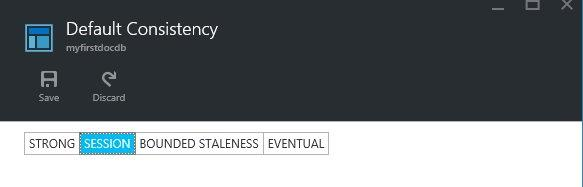 Default Consistency
myfirstdocdb
Save Discard
STRONG SESSION BOUNDED STALENESS EVENTUAL